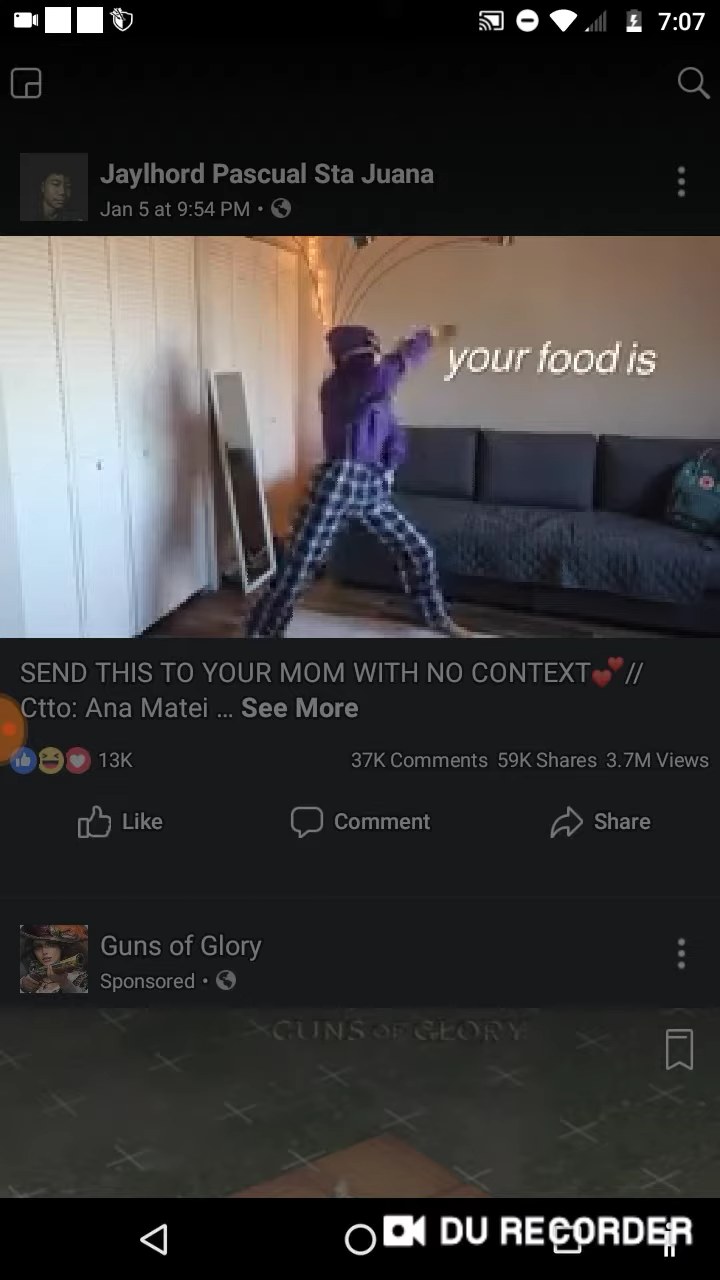 7:07
Jaylhord Pascual Sta Juana
Jan 5 at 9:54 PM •
your food is
SEND THIS TO YOUR MOM WITH NO CONTEXT💕//
Ctto: Ana Matei ... See More
13K
37K Comments 59K Shares 3.7M Views
Like
Comment
Share
Guns of Glory
Sponsored •
GUNS OF GLORY
DU RECORDER